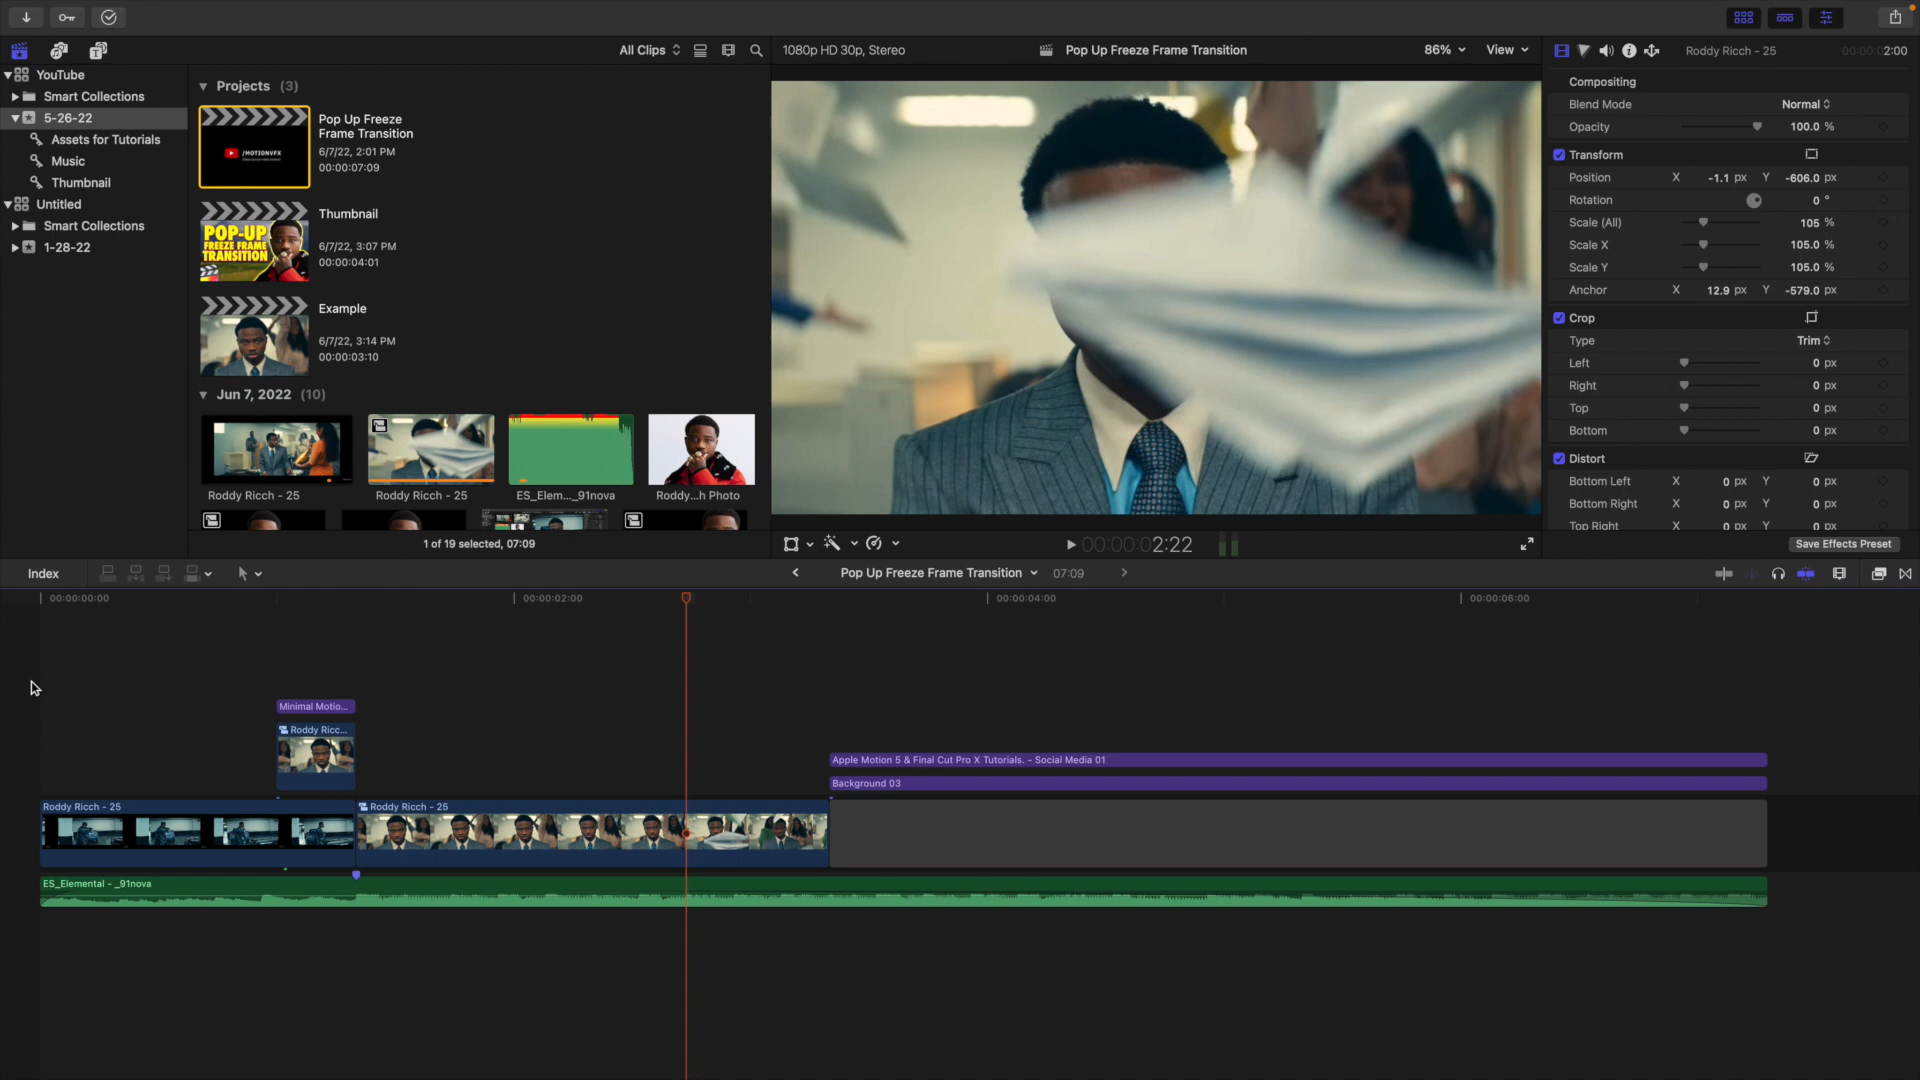 All Clips
1080p HD 30p, Stereo
Pop Up Freeze Frame Transition
86%
View
Roddy Ricch - 25
00:00:02:00
YouTube
Smart Collections
5-26-22
Assets for Tutorials
Music
Thumbnail
Untitled
Smart Collections
1-28-22
Projects (3)
/MOTIONVFX
Pop Up Freeze
Frame Transition
6/7/22, 2:01 PM
00:00:07:09
POP-UP
FREEZE FRAME
TRANSITION
Thumbnail
6/7/22, 3:07 PM
00:00:04:01
Example
6/7/22, 3:14 PM
00:00:03:10
Jun 7, 2022 (10)
Roddy Ricch - 25
Roddy Ricch - 25
ES_Elem..._91nova
Roddy...h Photo
1 of 19 selected, 07:09
00:00:02:22
Compositing
Blend Mode Normal
Opacity 100.0 %
Transform
Position X -1.1 px Y -606.0 px
Rotation 0 °
Scale (All) 105 %
Scale X 105.0 %
Scale Y 105.0 %
Anchor X 12.9 px Y -579.0 px
Crop
Type Trim
Left 0 px
Right 0 px
Top 0 px
Bottom 0 px
Distort
Bottom Left X 0 px Y 0 px
Bottom Right X 0 px Y 0 px
Top Right X 0 px Y 0 px
Save Effects Preset
Index
Pop Up Freeze Frame Transition
07:09
00:00:00:00
00:00:02:00
00:00:04:00
00:00:06:00
Minimal Motio...
Roddy Ricc...
Apple Motion 5 & Final Cut Pro X Tutorials. - Social Media 01
Background 03
Roddy Ricch - 25
Roddy Ricch - 25
ES_Elemental - _91nova